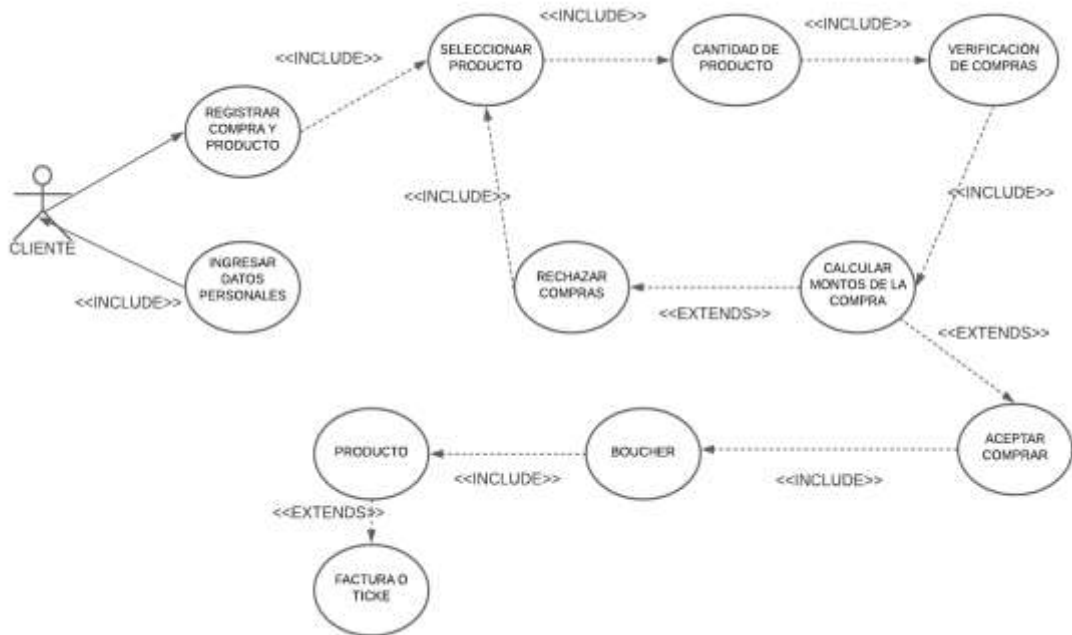 <<INCLUDE>>
<<INCLUDE>>
<<INCLUDE>>
SELECCIONAR
PRODUCTO
CANTIDAD DE
PRODUCTO
VERIFICACIÓN
DE COMPRAS
REGISTRAR
COMPRA Y
PRODUCTO
CLIENTE
<<INCLUDE>>
<<INCLUDE>>
INGRESAR
DATOS
PERSONALES
<<INCLUDE>>
RECHAZAR
COMPRAS
CALCULAR
MONTOS DE LA
COMPRA
<<EXTENDS>>
<<EXTENDS>>
PRODUCTO
BOUCHER
ACEPTAR
COMPRAR
<<INCLUDE>>
<<INCLUDE>>
<<EXTENDS>>
FACTURA O
TICKE